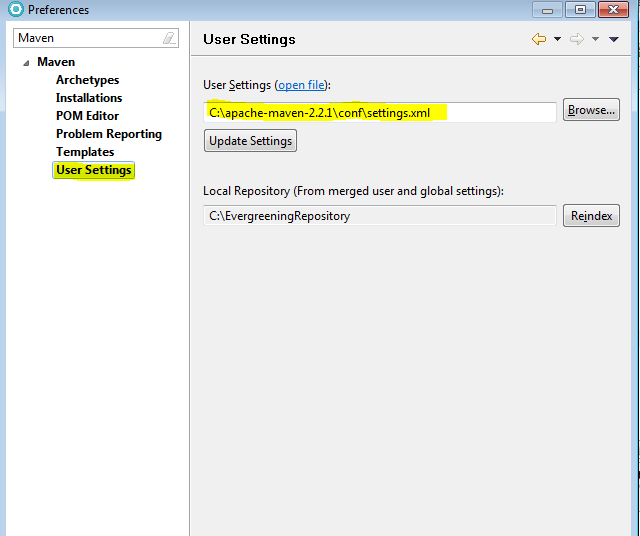 Preferences
Maven
User Settings
Maven
Archetypes
Installations
POM Editor
Problem Reporting
Templates
User Settings
User Settings (open file):
C:\apache-maven-2.2.1\conf\settings.xml
Browse...
Update Settings
Local Repository (From merged user and global settings):
C:\EvergreeningRepository
Reindex